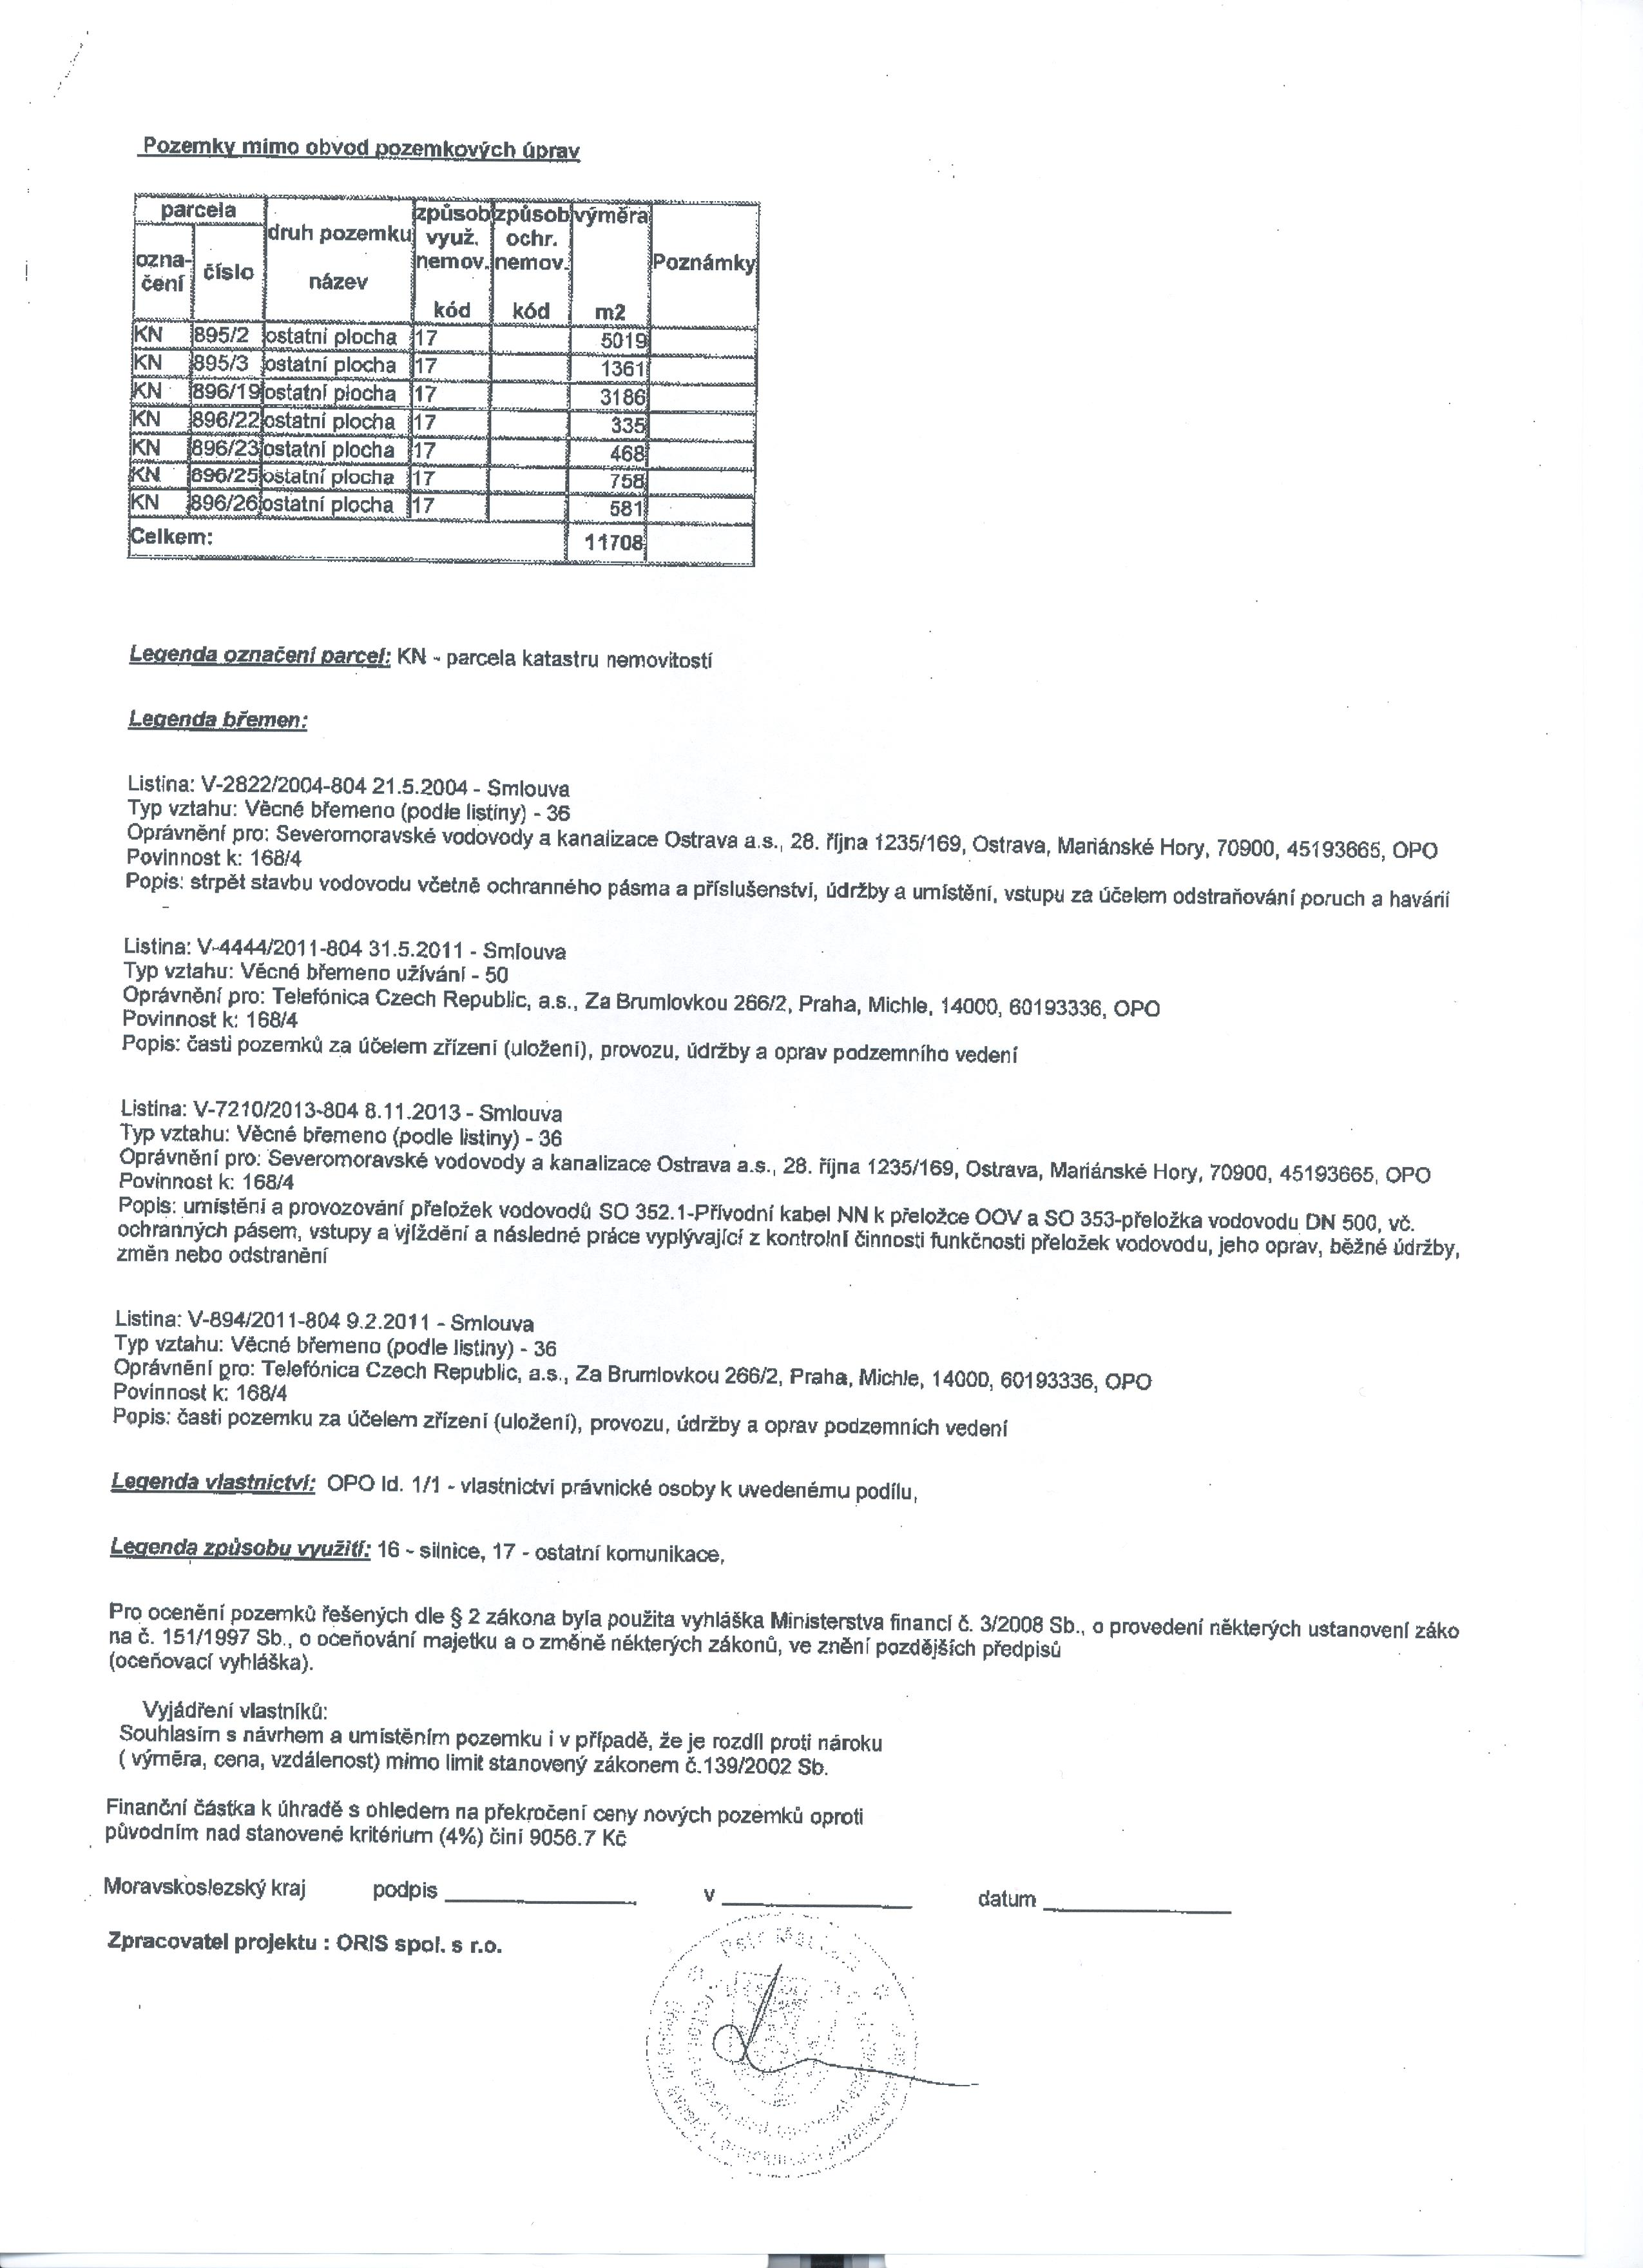 Pozemky mimo obvod pozemkových úprav
parcela druh pozemku způsob způsob výměra Poznámky
využ. ochr.
ozna- číslo název nemov. nemov.
čení
kód kód m2
KN 895/2 ostatní plocha 17 5019
KN 895/3 ostatní plocha 17 1361
KN 896/19 ostatní plocha 17 3186
KN 896/22 ostatní plocha 17 335
KN 896/23 ostatní plocha 17 468
KN 896/25 ostatní plocha 17 758
KN 896/26 ostatní plocha 17 581
Celkem: 11708
Legenda označení parcel: KN - parcela katastru nemovitostí
Legenda břemen:
Listina: V-2822/2004-804 21.5.2004 - Smlouva
Typ vztahu: Věcné břemeno (podle listiny) - 36
Oprávnění pro: Severomoravské vodovody a kanalizace Ostrava a.s., 28. října 1235/169, Ostrava, Mariánské Hory, 70900, 45193665, OPO
Povinnost k: 168/4
Popis: strpět stavbu vodovodu včetně ochranného pásma a příslušenství, údržby a umístění, vstupu za účelem odstraňování poruch a havárií
Listina: V-4444/2011-804 31.5.2011 - Smlouva
Typ vztahu: Věcné břemeno užívání - 50
Oprávnění pro: Telefónica Czech Republic, a.s., Za Brumlovkou 266/2, Praha, Michle, 14000, 60193336, OPO
Povinnost k: 168/4
Popis: části pozemků za účelem zřízení (uložení), provozu, údržby a oprav podzemního vedení
Listina: V-7210/2013-804 8.11.2013 - Smlouva
Typ vztahu: Věcné břemeno (podle listiny) - 36
Oprávnění pro: Severomoravské vodovody a kanalizace Ostrava a.s., 28. října 1235/169, Ostrava, Mariánské Hory, 70900, 45193665, OPO
Povinnost k: 168/4
Popis: umístění a provozování přeložek vodovodů SO 352.1-Přívodní kabel NN k přeložce OOV a SO 353-přeložka vodovodu DN 500, vč.
ochranných pásem, vstupy a vjíždění a následné práce vyplývající z kontrolní činnosti funkčnosti přeložek vodovodu, jeho oprav, běžné údržby,
změn nebo odstranění
Listina: V-894/2011-804 9.2.2011 - Smlouva
Typ vztahu: Věcné břemeno (podle listiny) - 36
Oprávnění pro: Telefónica Czech Republic, a.s., Za Brumlovkou 266/2, Praha, Michle, 14000, 60193336, OPO
Povinnost k: 168/4
Popis: části pozemku za účelem zřízení (uložení), provozu, údržby a oprav podzemních vedení
Legenda vlastnictví: OPO Id. 1/1 - vlastnictví právnické osoby k uvedenému podílu,
Legenda způsobu využití: 16 - silnice, 17 - ostatní komunikace,
Pro ocenění pozemků řešených dle § 2 zákona byla použita vyhláška Ministerstva financí č. 3/2008 Sb., o provedení některých ustanovení záko
na č. 151/1997 Sb., o oceňování majetku a o změně některých zákonů, ve znění pozdějších předpisů
(oceňovací vyhláška).
Vyjádření vlastníků:
Souhlasím s návrhem a umístěním pozemku i v případě, že je rozdíl proti nároku
( výměra, cena, vzdálenost) mimo limit stanovený zákonem č.139/2002 Sb.
Finanční částka k úhradě s ohledem na překročení ceny nových pozemků oproti
původním nad stanovené kritérium (4%) činí 9056.7 Kč
Moravskoslezský kraj podpis v datum
Zpracovatel projektu : ORIS spol. s r.o.
Petr